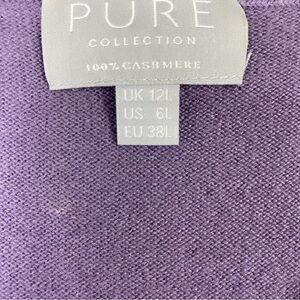 PURE
COLLECTION
100% CASHMERE
UK 12L
US 6L
EU 38L